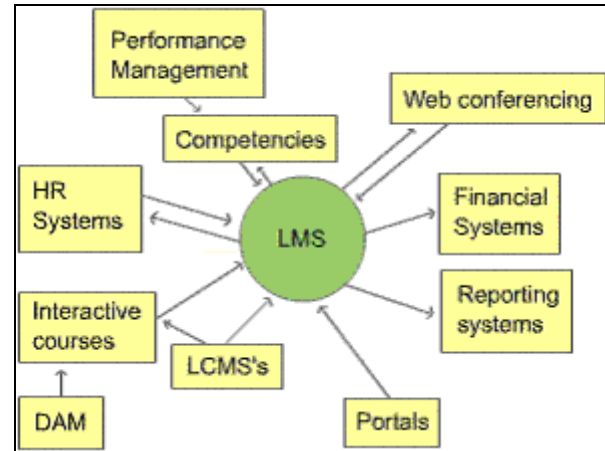 Performance
Management
Web conferencing
Competencies
HR
Systems
LMS
Financial
Systems
Interactive
courses
Reporting
systems
LCMS's
DAM
Portals